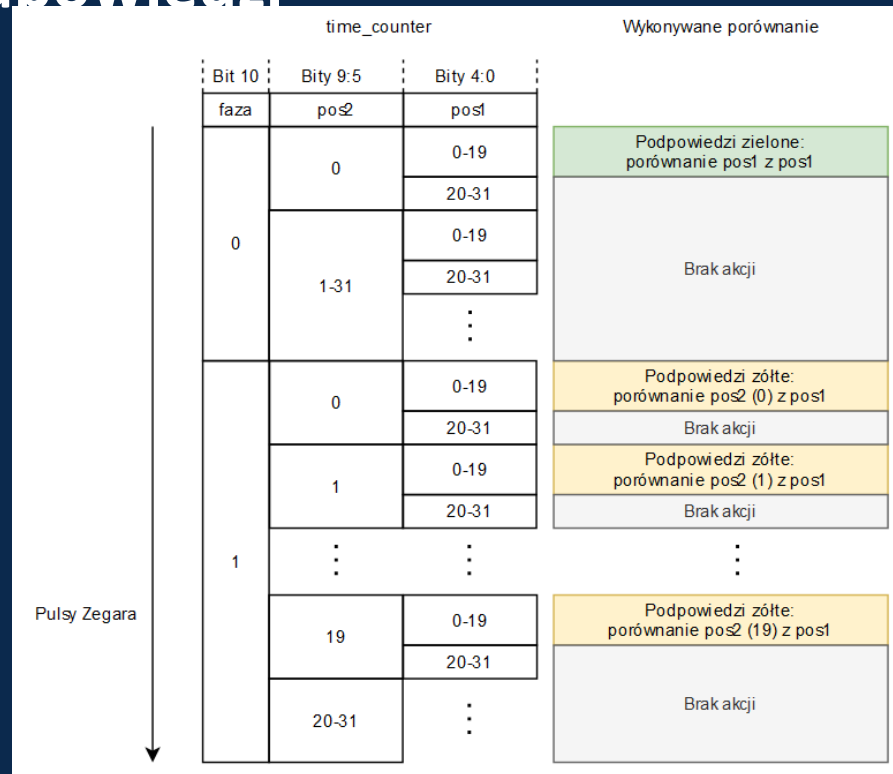 time_counter
Wykonywane porównanie
Bit 10
Bity 9:5
Bity 4:0
faza
pos2
pos1
0
0
0-19
Podpowiedzi zielone:
porównanie pos1 z pos1
20-31
1-31
0-19
20-31
Brak akcji
1
0
0-19
Podpowiedzi zółte:
porównanie pos2 (0) z pos1
20-31
Brak akcji
1
0-19
Podpowiedzi zółte:
porównanie pos2 (1) z pos1
20-31
Brak akcji
Pulsy Zegara
19
0-19
Podpowiedzi zółte:
porównanie pos2 (19) z pos1
20-31
20-31
Brak akcji